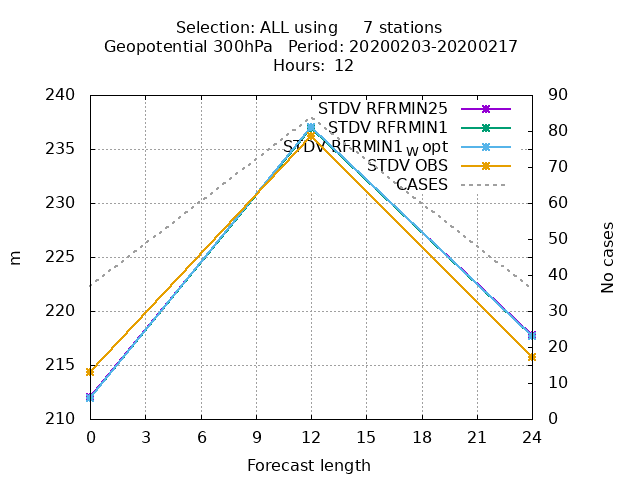 Selection: ALL using     7 stations
Geopotential 300hPa   Period: 20200203-20200217
Hours: 12
STDV RFRMIN25
STDV RFRMIN1
STDV RFRMIN1_W opt
STDV OBS
CASES
240
235
230
225
220
215
210
m
90
80
70
60
50
40
30
20
10
0
No cases
0 3 6 9 12 15 18 21 24
Forecast length